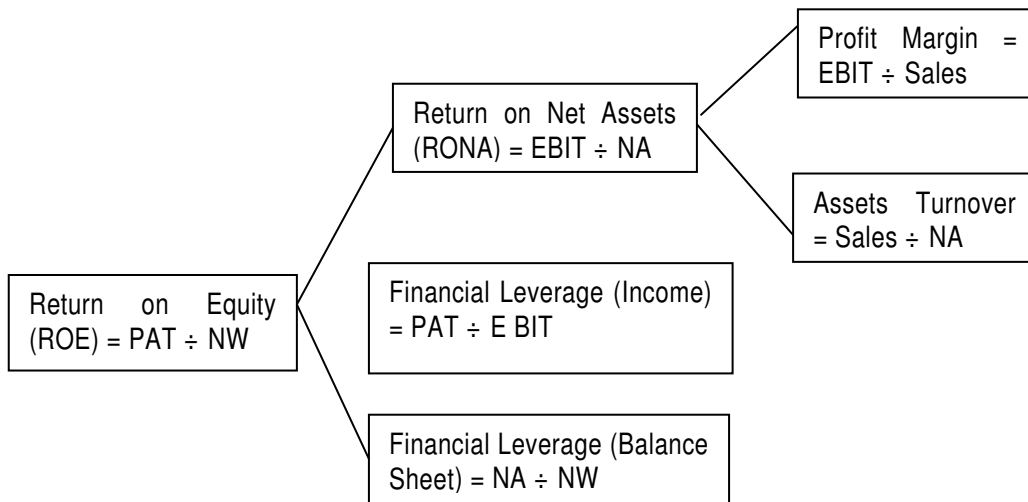 Profit Margin =
EBIT ÷ Sales
Return on Net Assets
(RONA) = EBIT ÷ NA
Assets Turnover
= Sales ÷ NA
Return on Equity
(ROE) = PAT ÷ NW
Financial Leverage (Income)
= PAT ÷ E BIT
Financial Leverage (Balance
Sheet) = NA ÷ NW